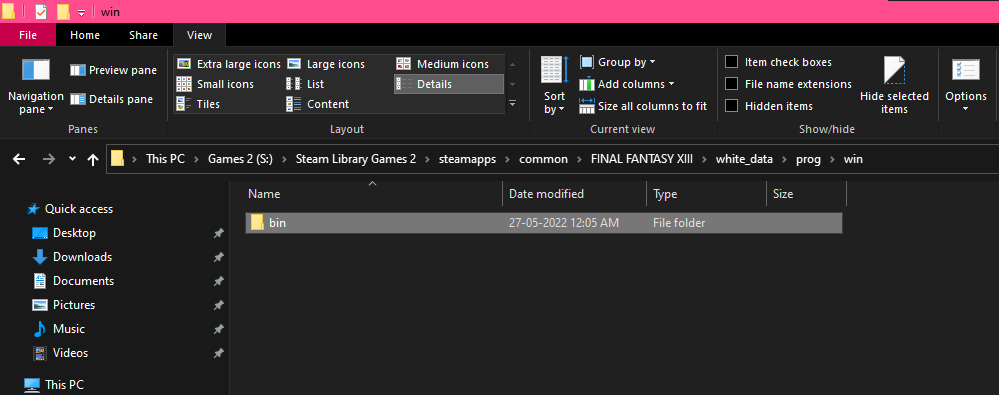 win
File Home Share View
Navigation pane
Preview pane
Details pane
Panes
Extra large icons Large icons Medium icons
Small icons List Details
Tiles Content
Layout
Sort by
Group by
Add columns
Size all columns to fit
Current view
Item check boxes
File name extensions
Hidden items
Hide selected items
Show/hide
Options
This PC > Games 2 (S:) > Steam Library Games 2 > steamapps > common > FINAL FANTASY XIII > white_data > prog > win
Quick access
Desktop
Downloads
Documents
Pictures
Music
Videos
This PC
Name Date modified Type Size
bin 27-05-2022 12:05 AM File folder